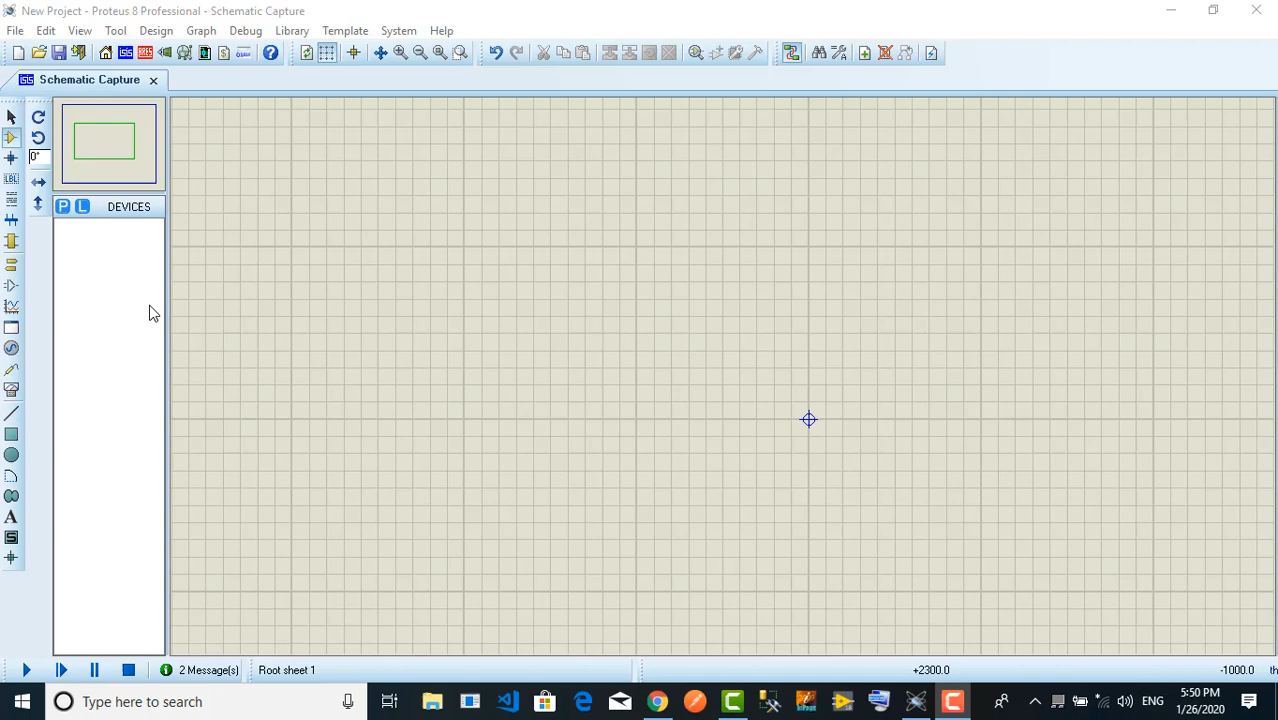 New Project - Proteus 8 Professional - Schematic Capture
File Edit View Tool Design Graph Debug Library Template System Help
Schematic Capture
0°
LBL
P L DEVICES
A
2 Message(s) Root sheet 1 +2300.0 -1000.0 th
Type here to search
ENG
5:50 PM
1/26/2020